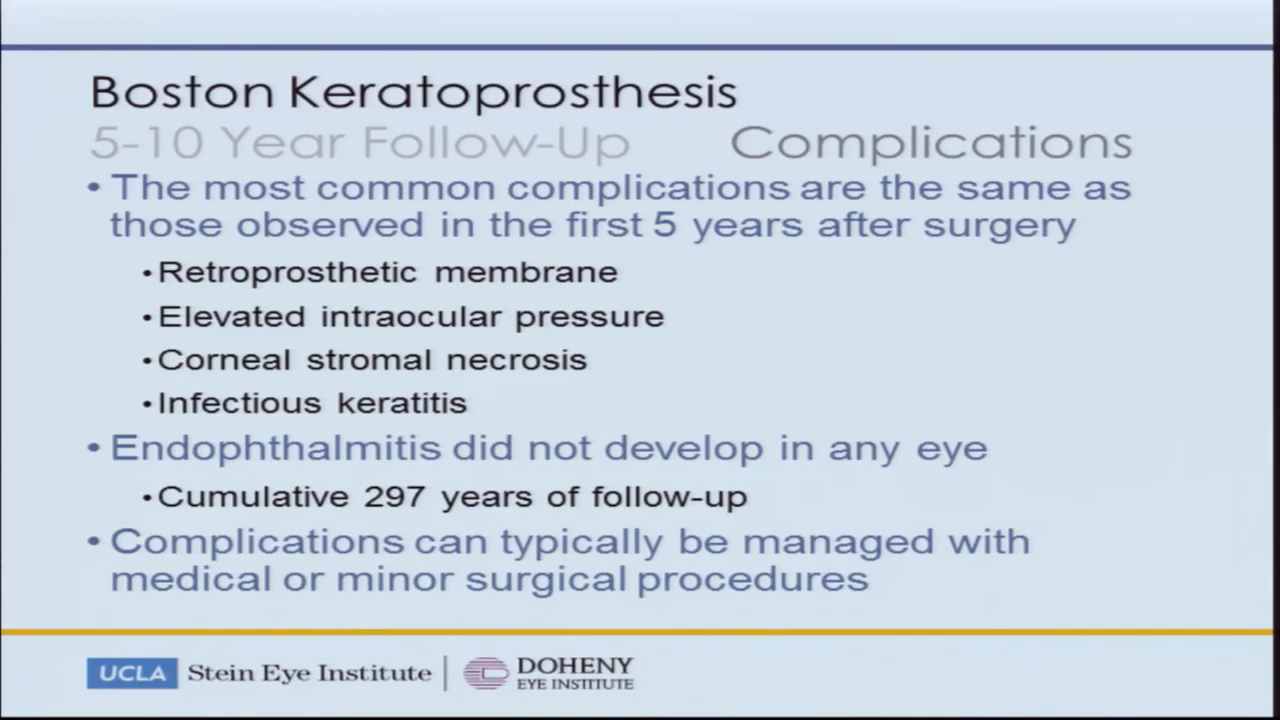 Boston Keratoprosthesis
5-10 Year Follow-Up Complications
• The most common complications are the same as
those observed in the first 5 years after surgery
• Retroprosthetic membrane
• Elevated intraocular pressure
• Corneal stromal necrosis
• Infectious keratitis
• Endophthalmitis did not develop in any eye
• Cumulative 297 years of follow-up
• Complications can typically be managed with
medical or minor surgical procedures
UCLA Stein Eye Institute DOHENY
EYE INSTITUTE